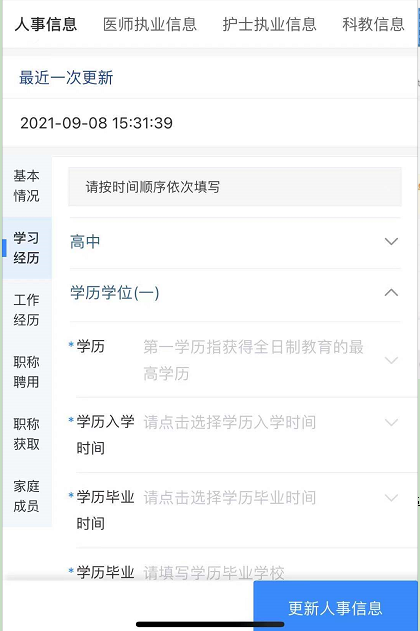 人事信息 医师执业信息 护士执业信息 科教信息
最近一次更新
2021-09-08 15:31:39
基本
情况
学习
经历
工作
经历
职称
聘用
职称
获取
家庭
成员
请按时间顺序依次填写
高中
学历学位(一)
*学历 第一学历指获得全日制教育的最
高学历
*学历入学 请点击选择学历入学时间
时间
*学历毕业 请点击选择学历毕业时间
时间
*学历毕业 请填写学历毕业学校
更新人事信息